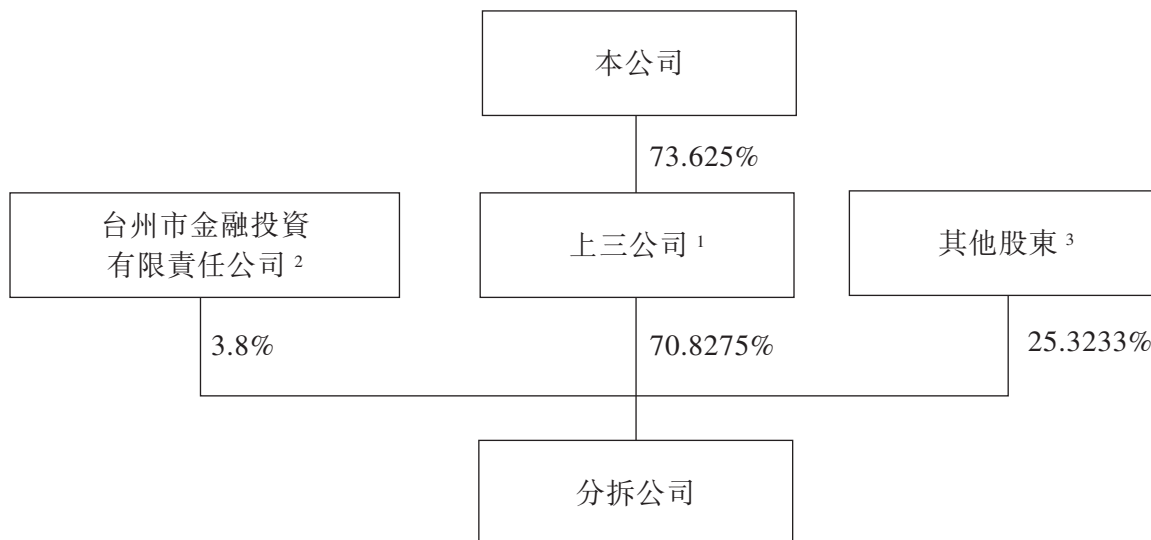 本公司
73.625%
台州市金融投資
有限責任公司 2
上三公司 1
其他股東 3
3.8%
70.8275%
25.3233%
分拆公司